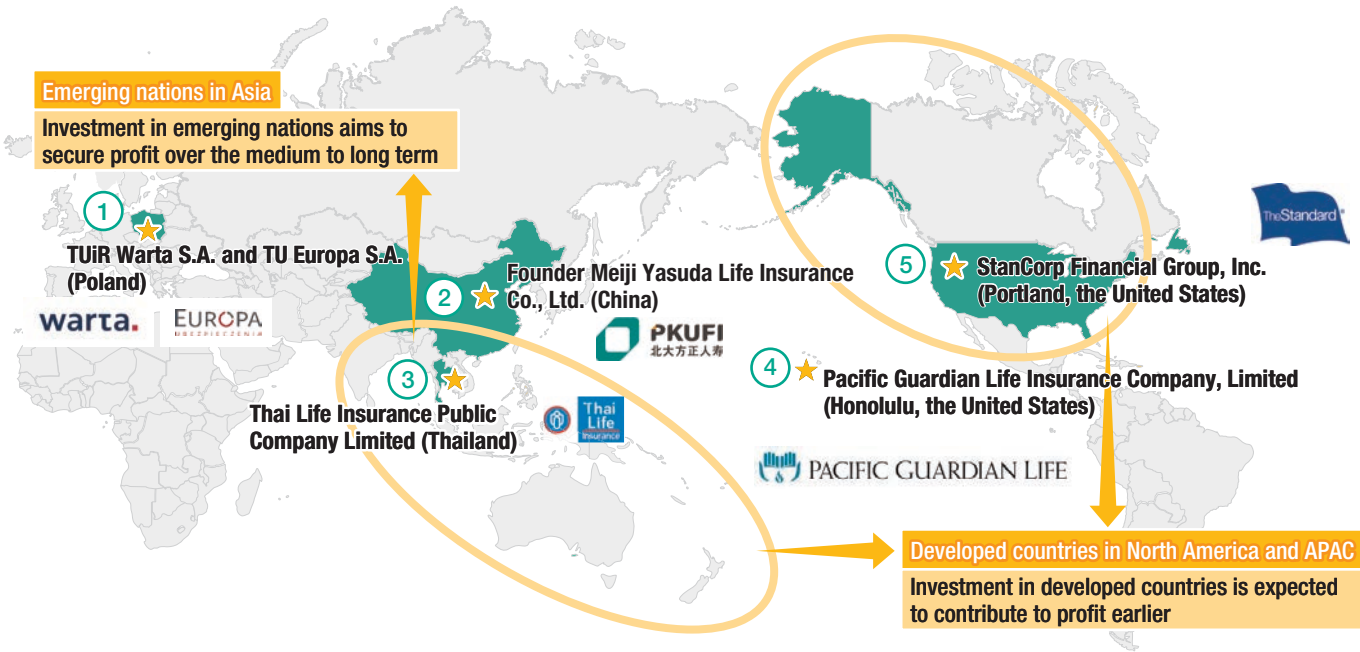 Emerging nations in Asia
Investment in emerging nations aims to
secure profit over the medium to long term
1
TUiR Warta S.A. and TU Europa S.A.
(Poland)
warta.
EUROPA
UBEZPIECZENIA
2
Founder Meiji Yasuda Life Insurance
Co., Ltd. (China)
PKUFI
北大方正人寿
3
Thai Life Insurance Public
Company Limited (Thailand)
Thai
Life
Insurance
TheStandard
5
StanCorp Financial Group, Inc.
(Portland, the United States)
4
Pacific Guardian Life Insurance Company, Limited
(Honolulu, the United States)
PACIFIC GUARDIAN LIFE
Developed countries in North America and APAC
Investment in developed countries is expected
to contribute to profit earlier